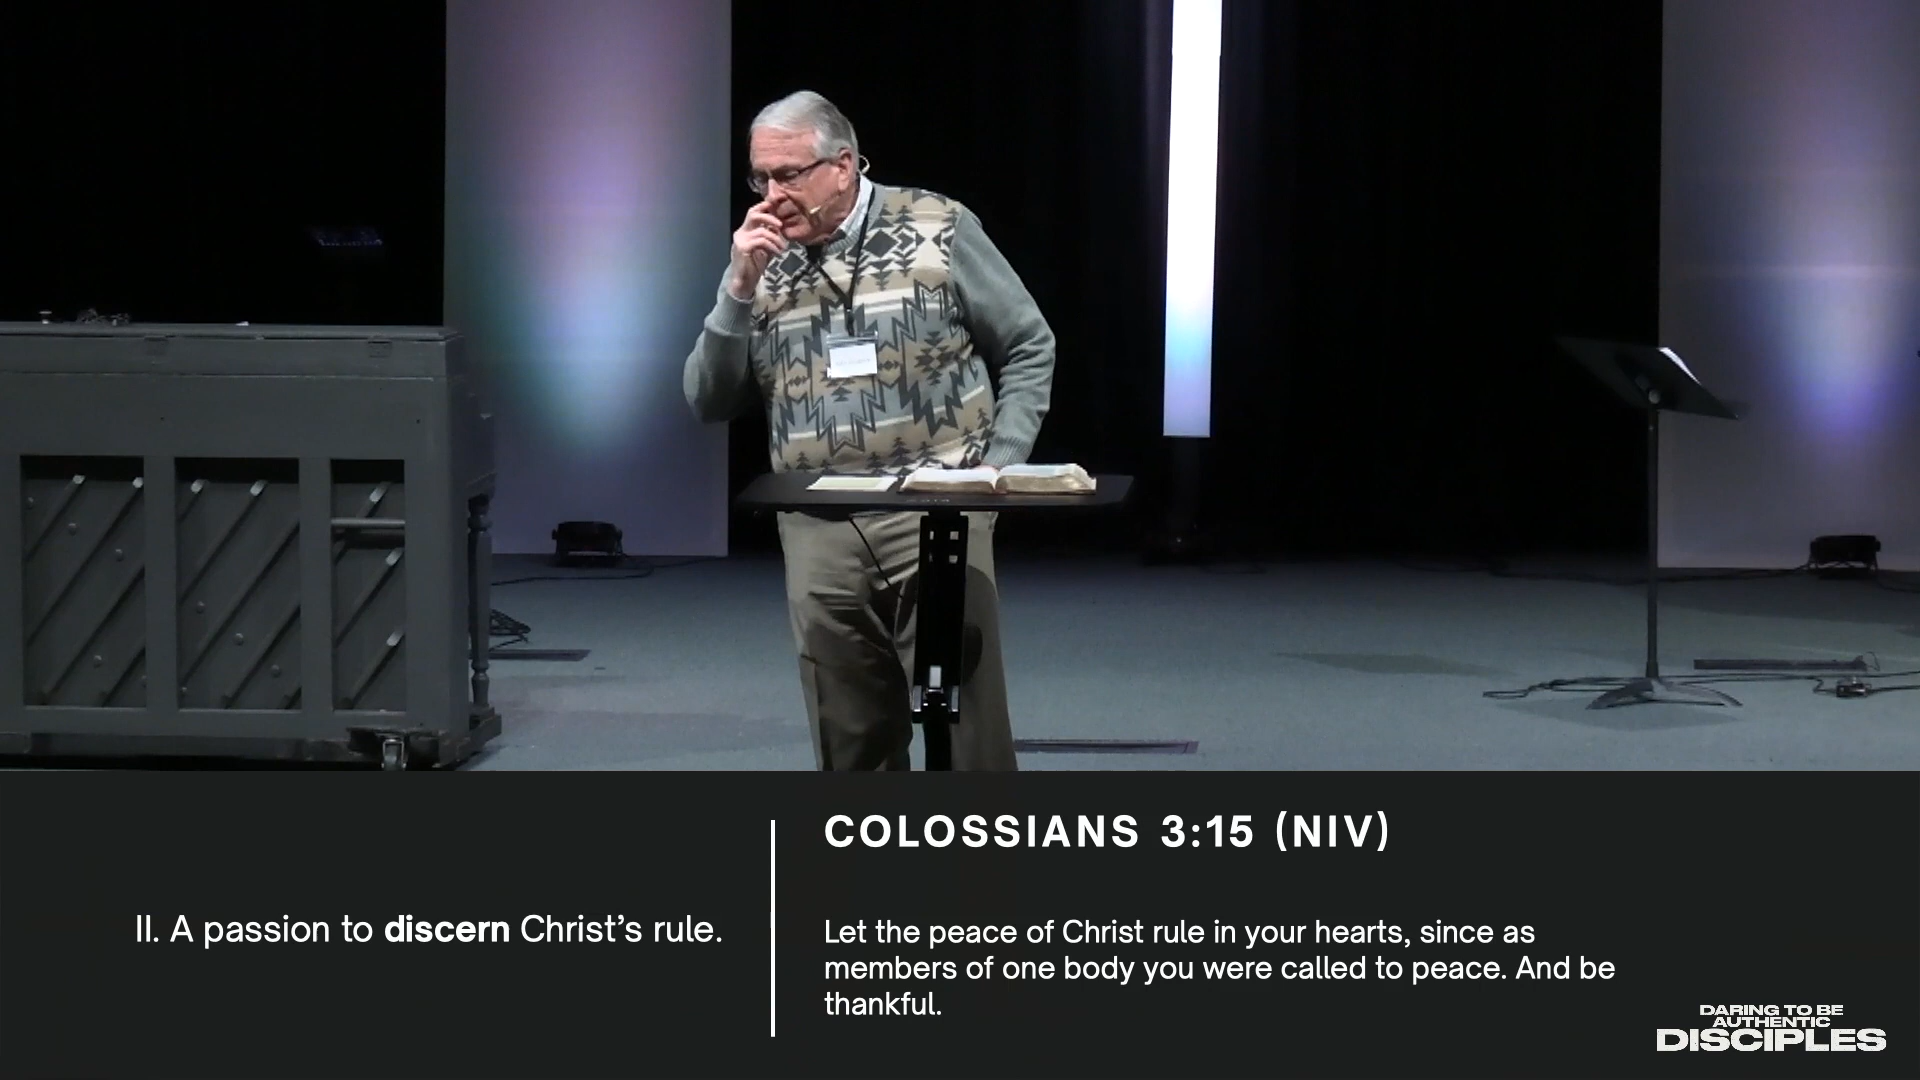 II. A passion to discern Christ's rule.
COLOSSIANS 3:15 (NIV)
Let the peace of Christ rule in your hearts, since as
members of one body you were called to peace. And be
thankful.
DARING TO BE
AUTHENTIC
DISCIPLES